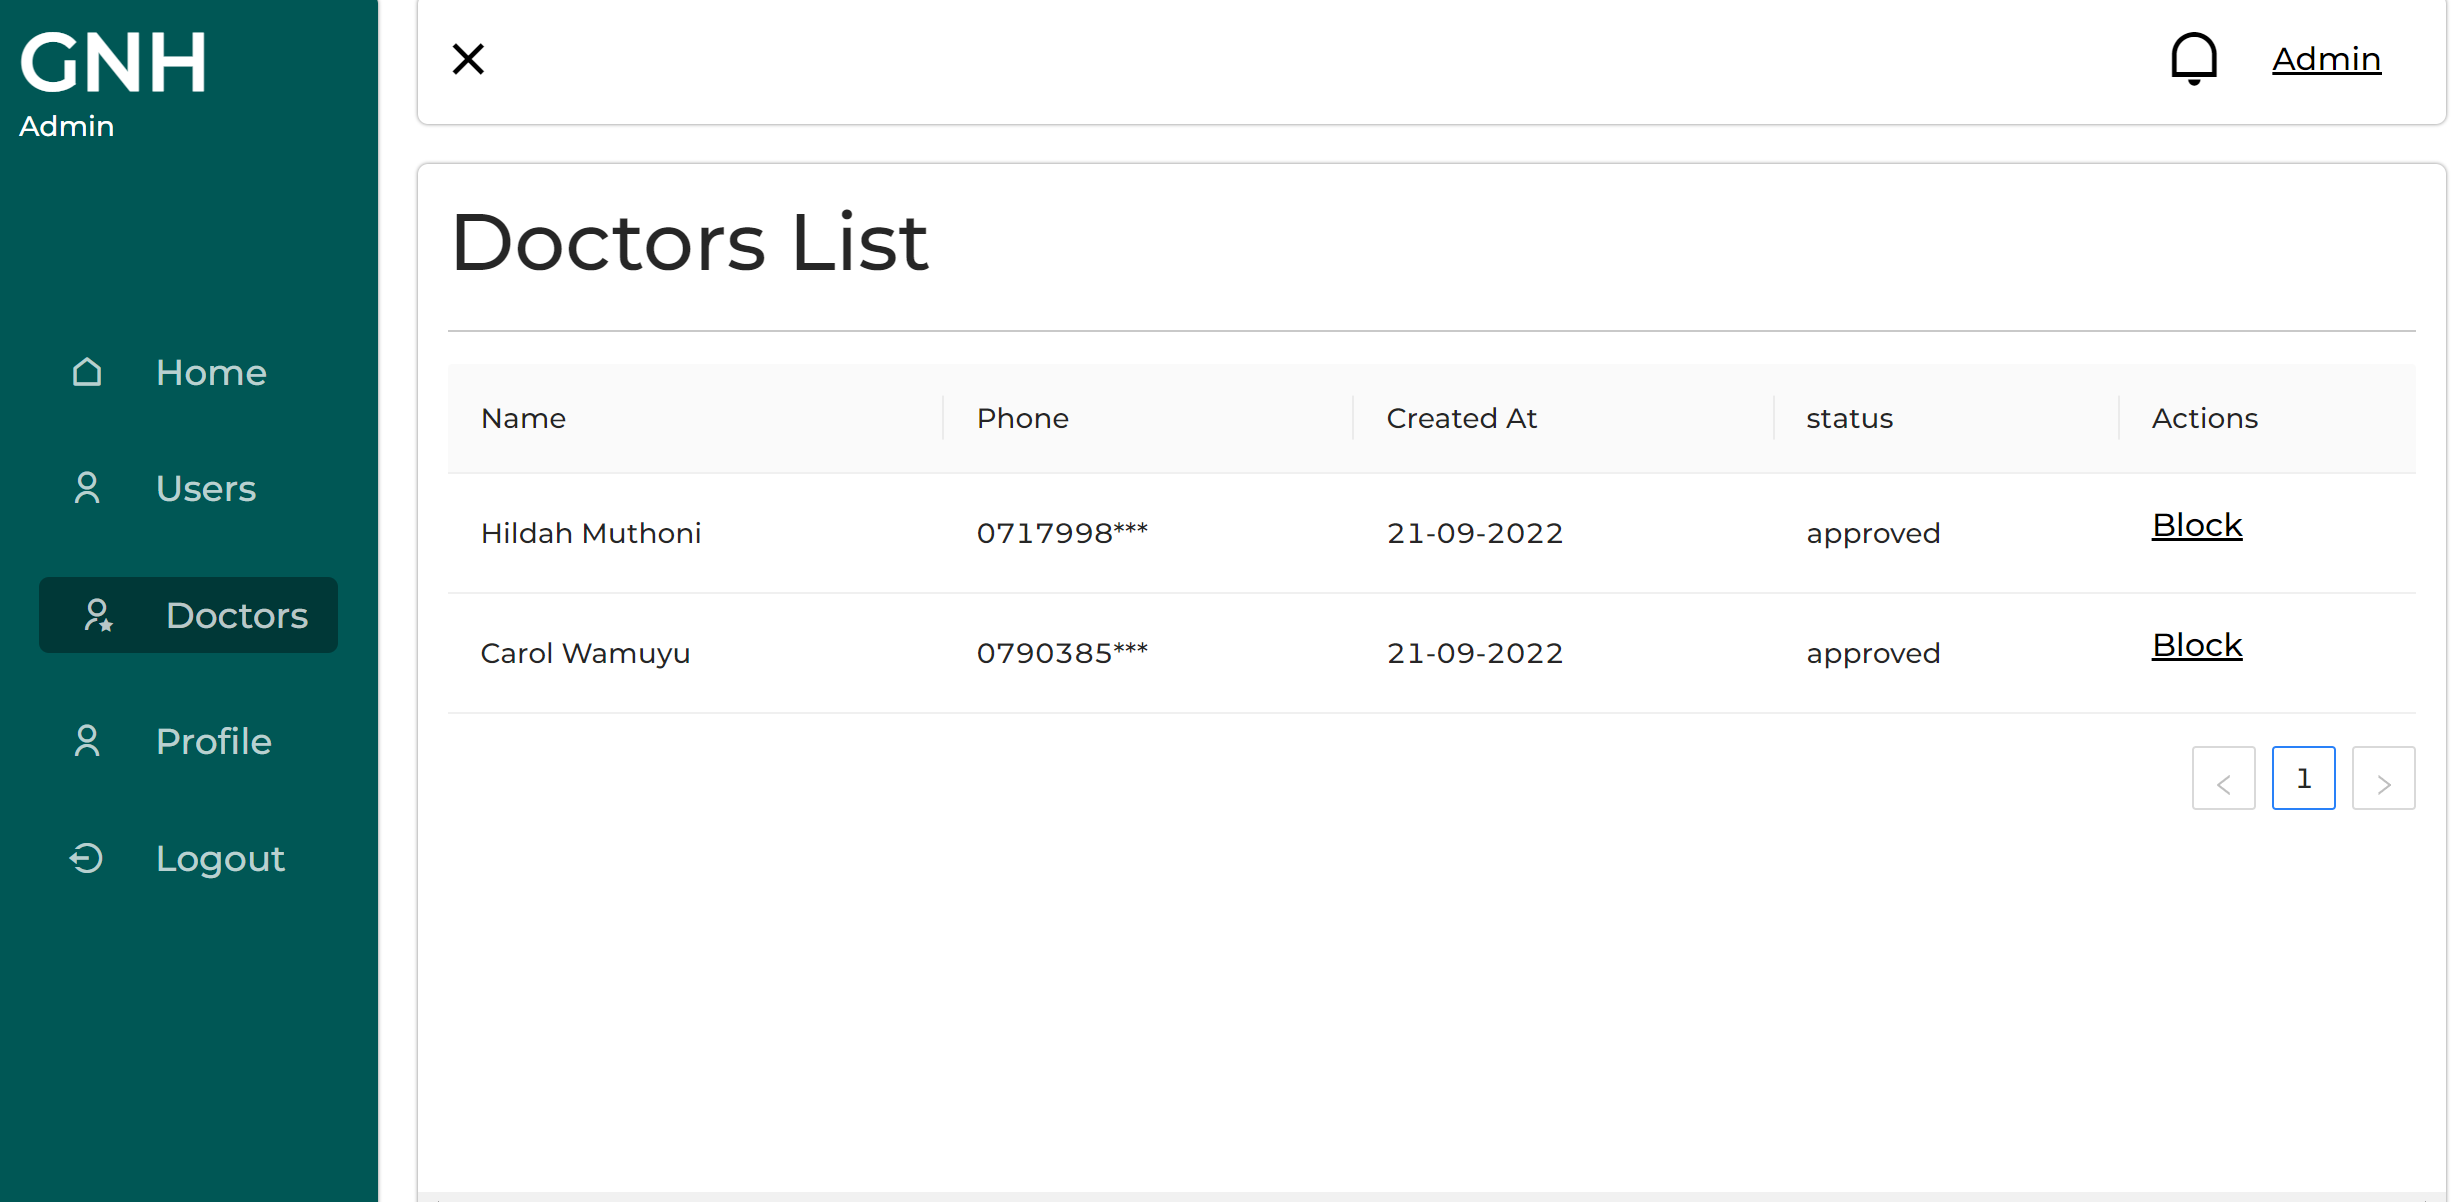 GNH
Admin
Home
Users
Doctors
Profile
Logout
Admin
Doctors List
Name Phone Created At status Actions
Hildah Muthoni 0717998*** 21-09-2022 approved Block
Carol Wamuyu 0790385*** 21-09-2022 approved Block
< 1 >